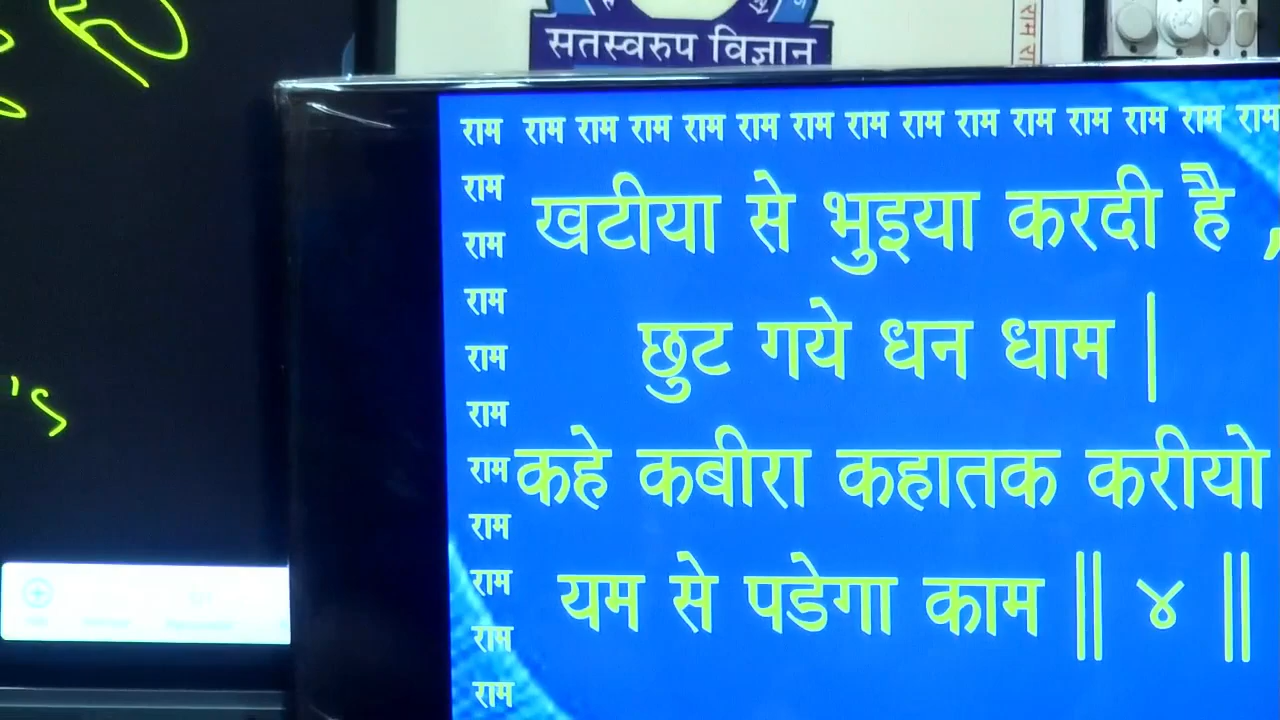 सतस्वरुप विज्ञान
राम रा
राम राम राम राम राम राम राम राम राम राम राम राम राम राम राम
राम
खटीया से भुइया करदी है ,
राम
राम
छुट गये धन धाम |
राम
राम
राम
कहे कबीरा कहातक करीयो
राम
राम
यम से पडेगा काम || ४ ||
राम
राम
's